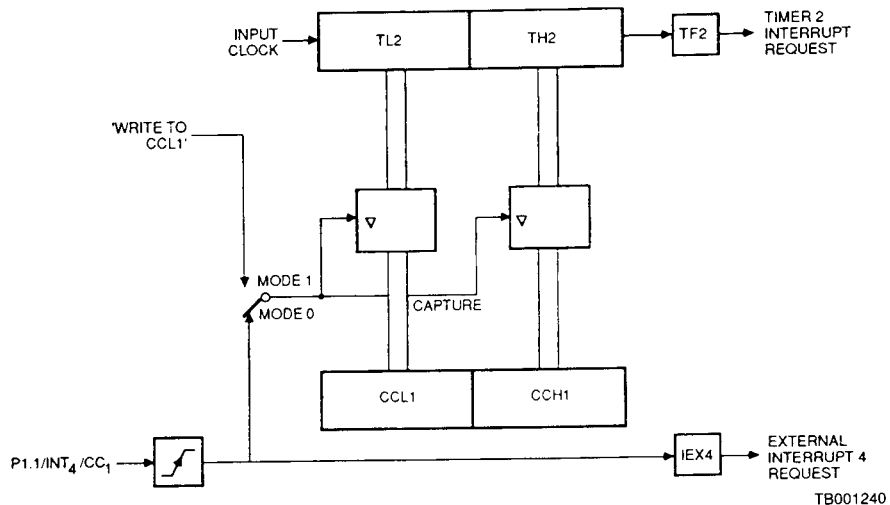 INPUT
CLOCK
TL2
TH2
TF2
TIMER 2
INTERRUPT
REQUEST
'WRITE TO
CCL1'
MODE 1
MODE 0
CAPTURE
CCL1
CCH1
P1.1/INT4/CC1
IEX4
EXTERNAL
INTERRUPT 4
REQUEST
TB001240